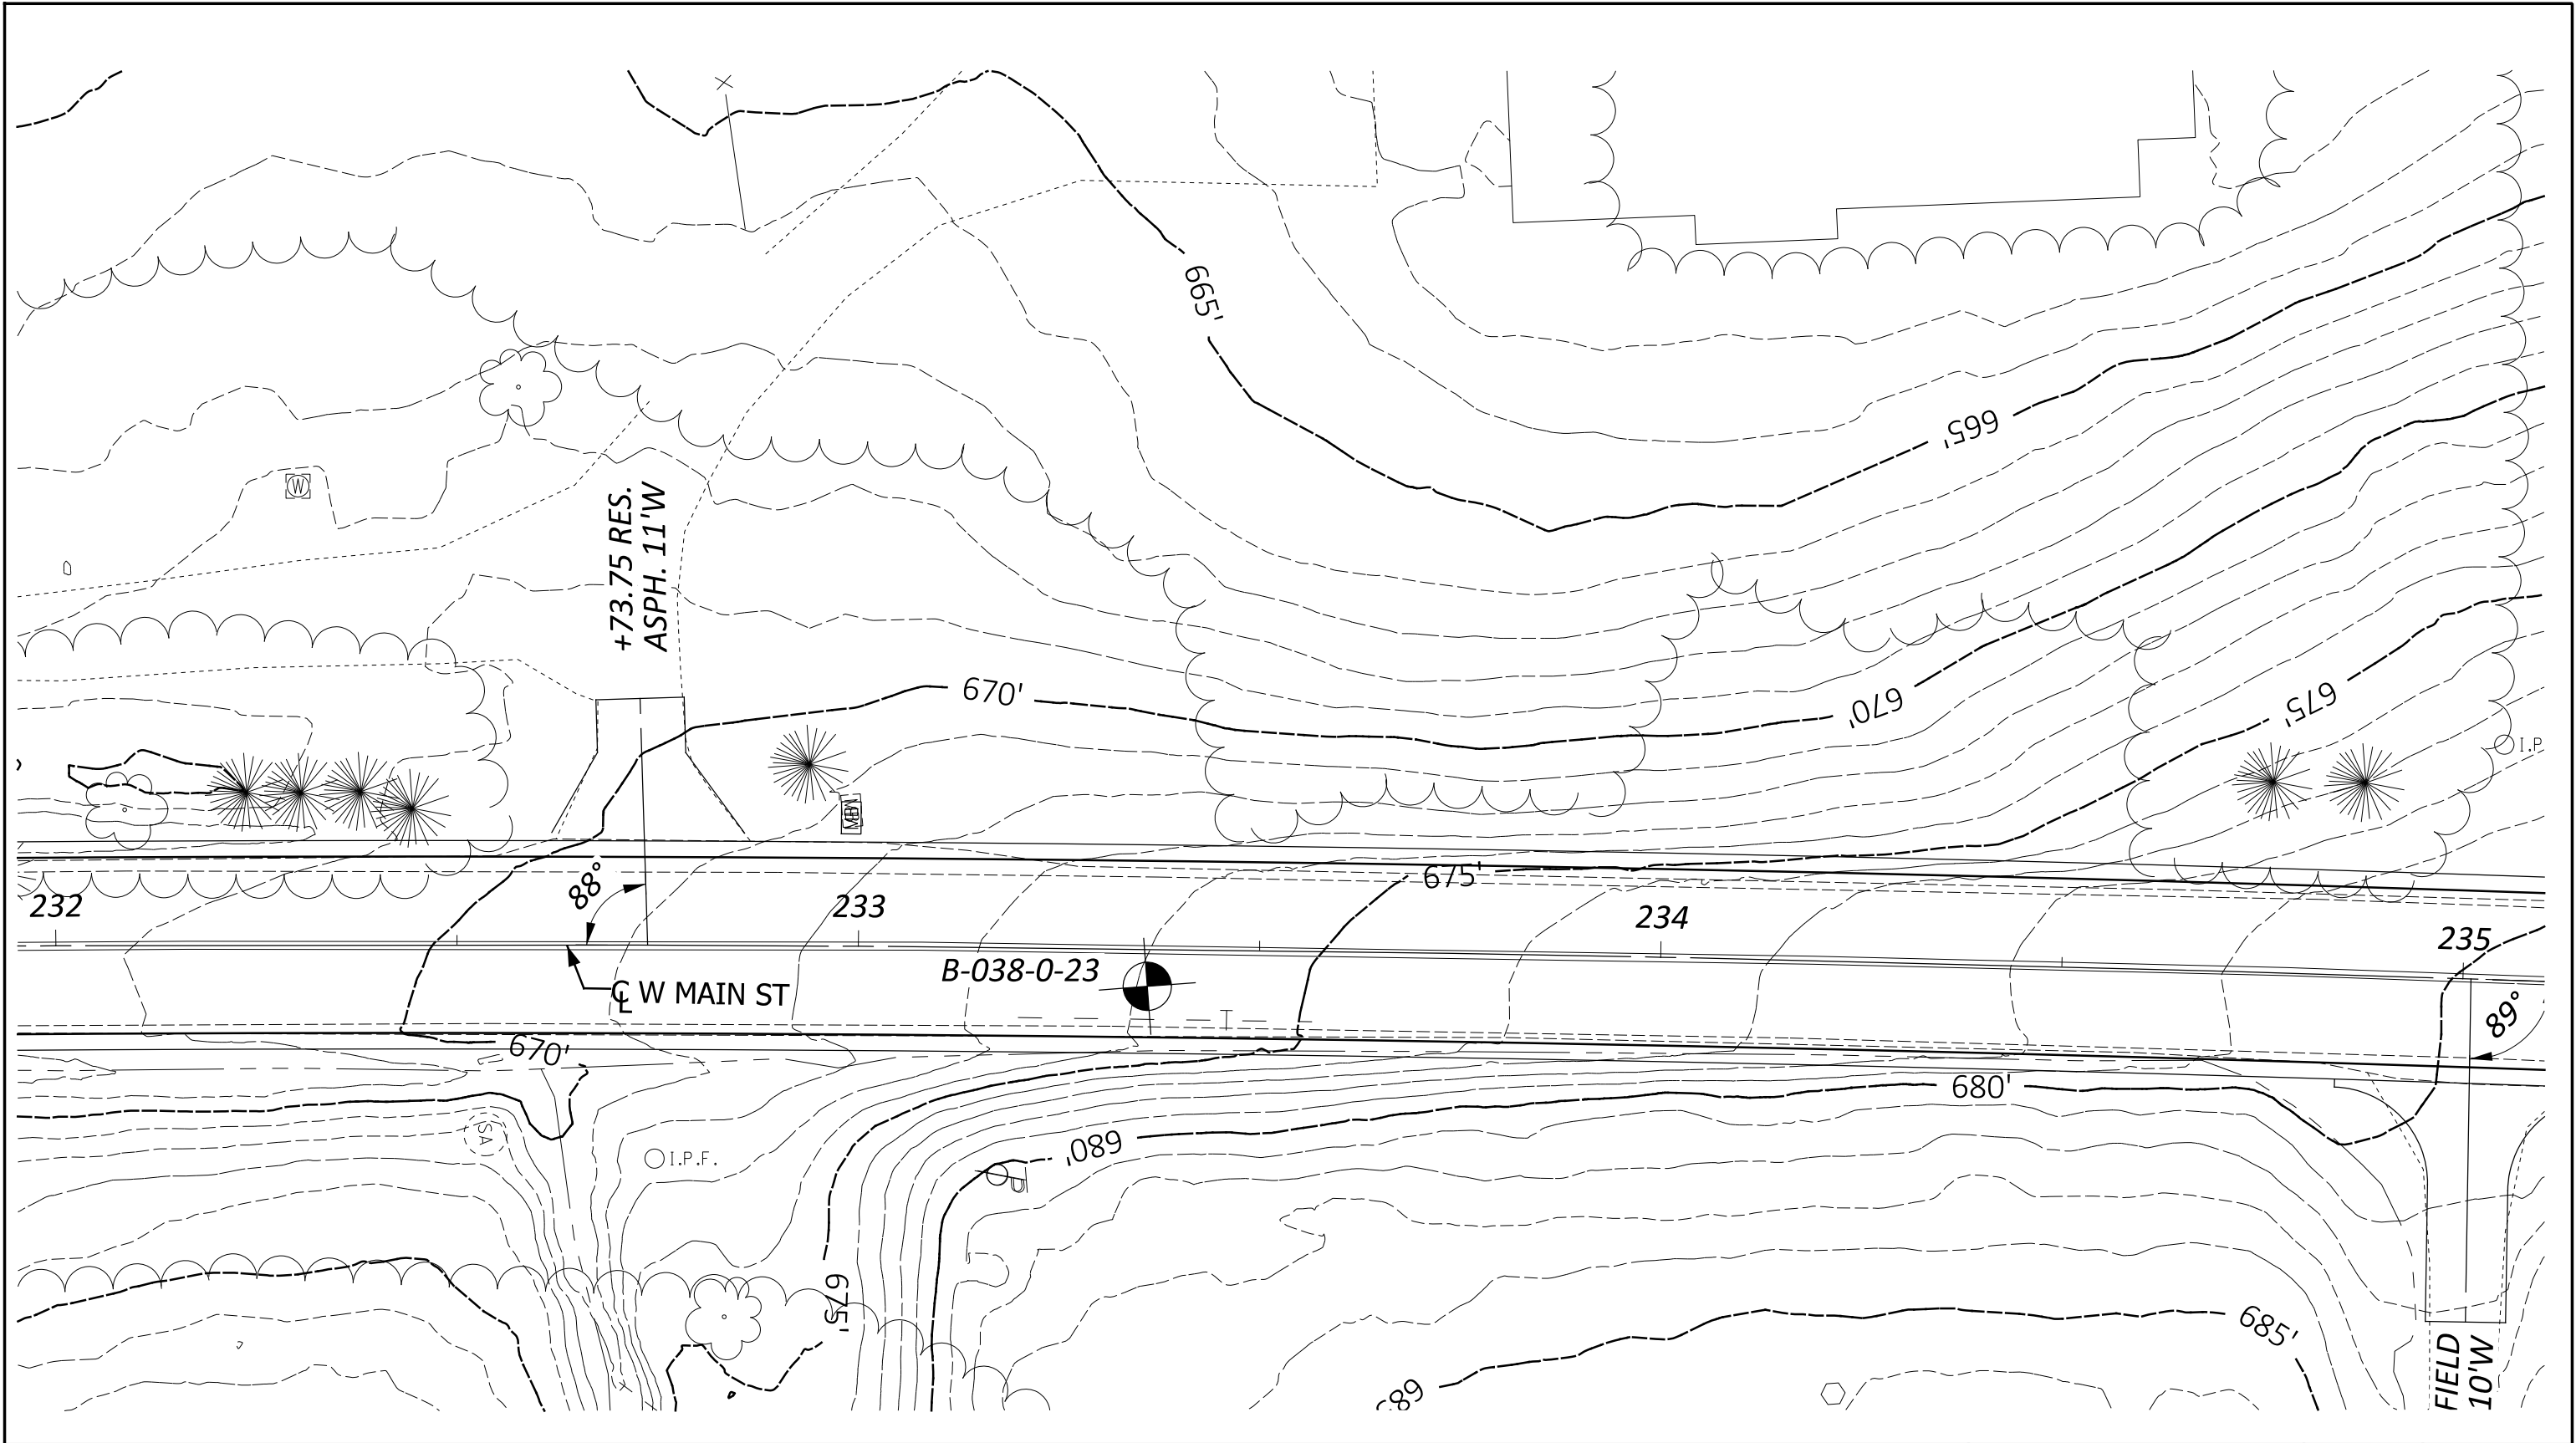 665'
665'
W
+73.75 RES.
ASPH. 11'W
670'
670'
675'
I.P.
88°
675'
232
233
234
235
B-038-0-23
℄ W MAIN ST
T
89°
670'
680'
680'
SA
I.P.F.
675'
685'
FIELD
10'W